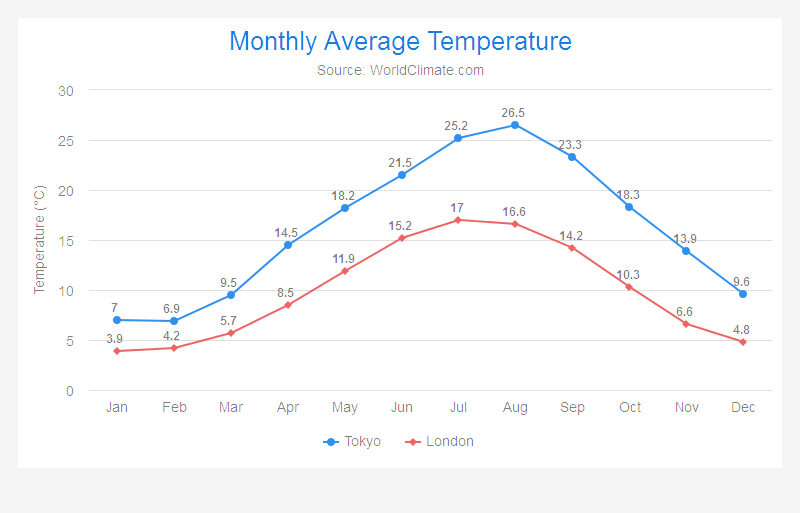 Monthly Average Temperature
Source: WorldClimate.com
Temperature (°C)
30
25
20
15
10
5
0
7 6.9 9.5 14.5 18.2 21.5 25.2 26.5 23.3 18.3 13.9 9.6
3.9 4.2 5.7 8.5 11.9 15.2 17 16.6 14.2 10.3 6.6 4.8
Jan Feb Mar Apr May Jun Jul Aug Sep Oct Nov Dec
Tokyo London